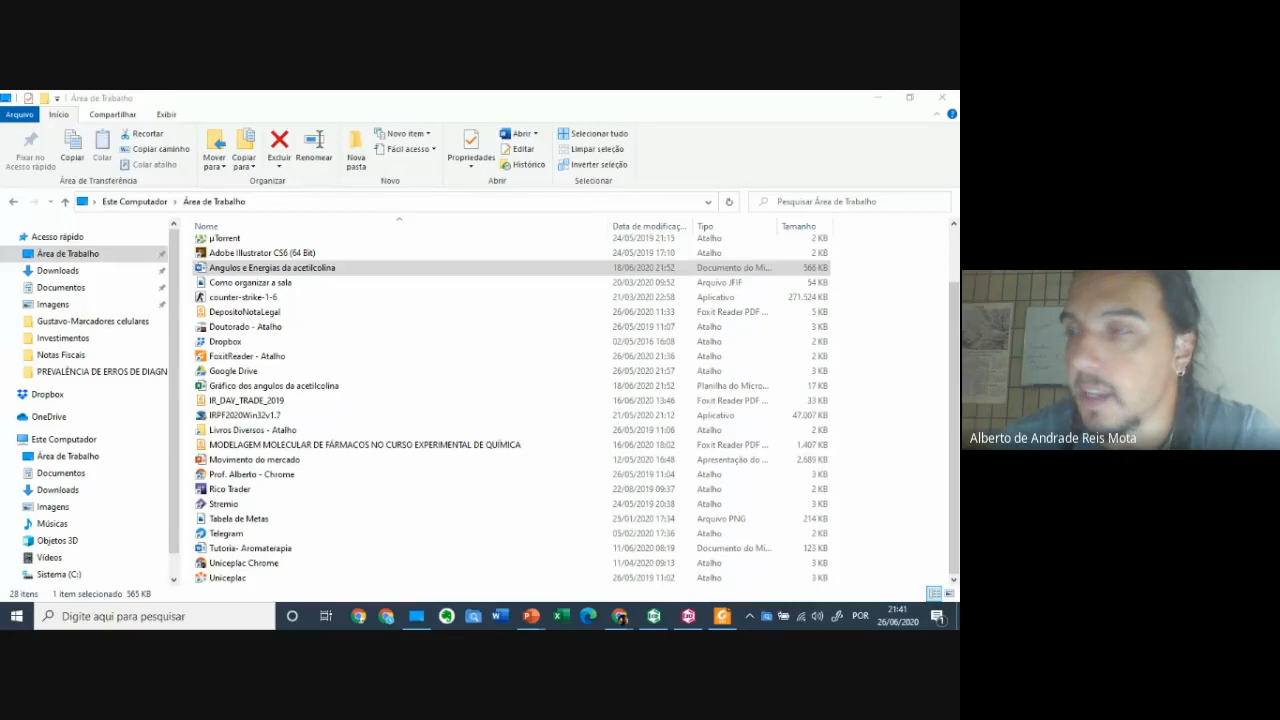 Área de Trabalho
Arquivo Início Compartilhar Exibir
Fixar no Acesso rápido
Copiar
Colar
Recortar
Copiar caminho
Colar atalho
Área de Transferência
Mover para
Copiar para
Excluir
Renomear
Organizar
Nova pasta
Novo item
Fácil acesso
Novo
Propriedades
Abrir
Editar
Histórico
Abrir
Selecionar tudo
Limpar seleção
Inverter seleção
Selecionar
Este Computador Área de Trabalho
Pesquisar Área de Trabalho
Acesso rápido
Área de Trabalho
Downloads
Documentos
Imagens
Gustavo-Marcadores celulares
Investimentos
Notas Fiscais
PREVALÊNCIA DE ERROS DE DIAGN
Dropbox
OneDrive
Este Computador
Área de Trabalho
Documentos
Downloads
Imagens
Músicas
Objetos 3D
Vídeos
Sistema (C:)
Nome Data de modificaç... Tipo Tamanho
µTorrent 24/05/2019 21:15 Atalho 2 KB
Adobe Illustrator CS6 (64 Bit) 24/05/2019 17:10 Atalho 2 KB
Angulos e Energias da acetilcolina 18/06/2020 21:52 Documento do Mi... 566 KB
Como organizar a sala 20/03/2020 09:52 Arquivo JFIF 54 KB
counter-strike-1-6 21/03/2020 22:58 Aplicativo 271.524 KB
DepositoNotaLegal 26/06/2020 11:33 Foxit Reader PDF ... 5 KB
Doutorado - Atalho 26/05/2019 11:07 Atalho 3 KB
Dropbox 02/05/2016 16:08 Atalho 2 KB
FoxitReader - Atalho 26/06/2020 21:36 Atalho 2 KB
Google Drive 26/05/2019 21:57 Atalho 3 KB
Gráfico dos angulos da acetilcolina 18/06/2020 21:52 Planilha do Micro... 17 KB
IR_DAY_TRADE_2019 16/06/2020 13:46 Foxit Reader PDF ... 33 KB
IRPF2020Win32v1.7 21/05/2020 21:12 Aplicativo 47.007 KB
Livros Diversos - Atalho 26/05/2019 11:06 Atalho 2 KB
MODELAGEM MOLECULAR DE FÁRMACOS NO CURSO EXPERIMENTAL DE QUÍMICA 16/06/2020 18:02 Foxit Reader PDF ... 1.407 KB
Movimento do mercado 12/05/2020 16:48 Apresentação do ... 2.689 KB
Prof. Alberto - Chrome 26/05/2019 11:04 Atalho 3 KB
Rico Trader 22/08/2019 09:37 Atalho 2 KB
Stremio 24/05/2019 20:38 Atalho 3 KB
Tabela de Metas 25/01/2020 17:34 Arquivo PNG 214 KB
Telegram 05/02/2020 17:36 Atalho 2 KB
Tutoria- Aromaterapia 11/06/2020 08:19 Documento do Mi... 123 KB
Uniceplac Chrome 11/04/2020 09:13 Atalho 3 KB
Uniceplac 26/05/2019 11:02 Atalho 3 KB
28 itens 1 item selecionado 565 KB
Digite aqui para pesquisar
POR
21:41
26/06/2020
1
Alberto de Andrade Reis Mota